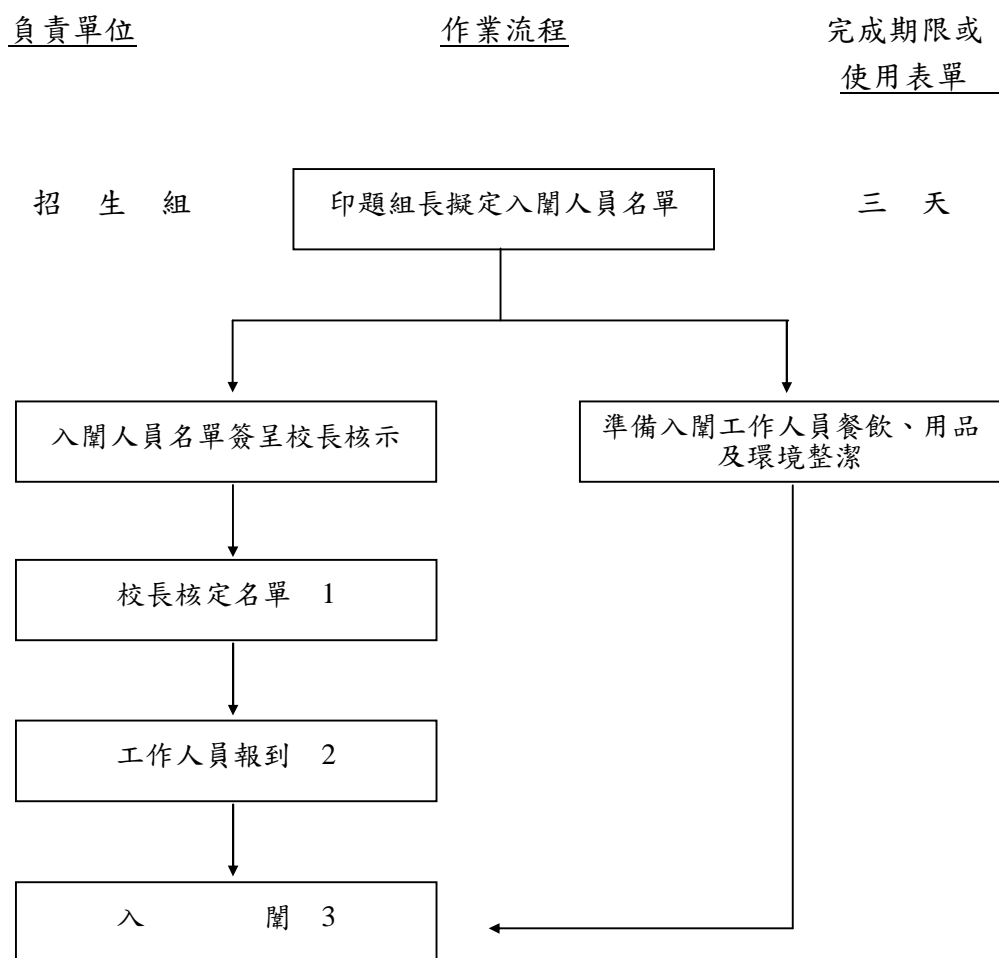 負責單位 作業流程 完成期限或
使用表單
招生組 印題組長擬定入闈人員名單 三天
入闈人員名單簽呈校長核示
準備入闈工作人員餐飲、用品
及環境整潔
校長核定名單 1
工作人員報到 2
入闈 3